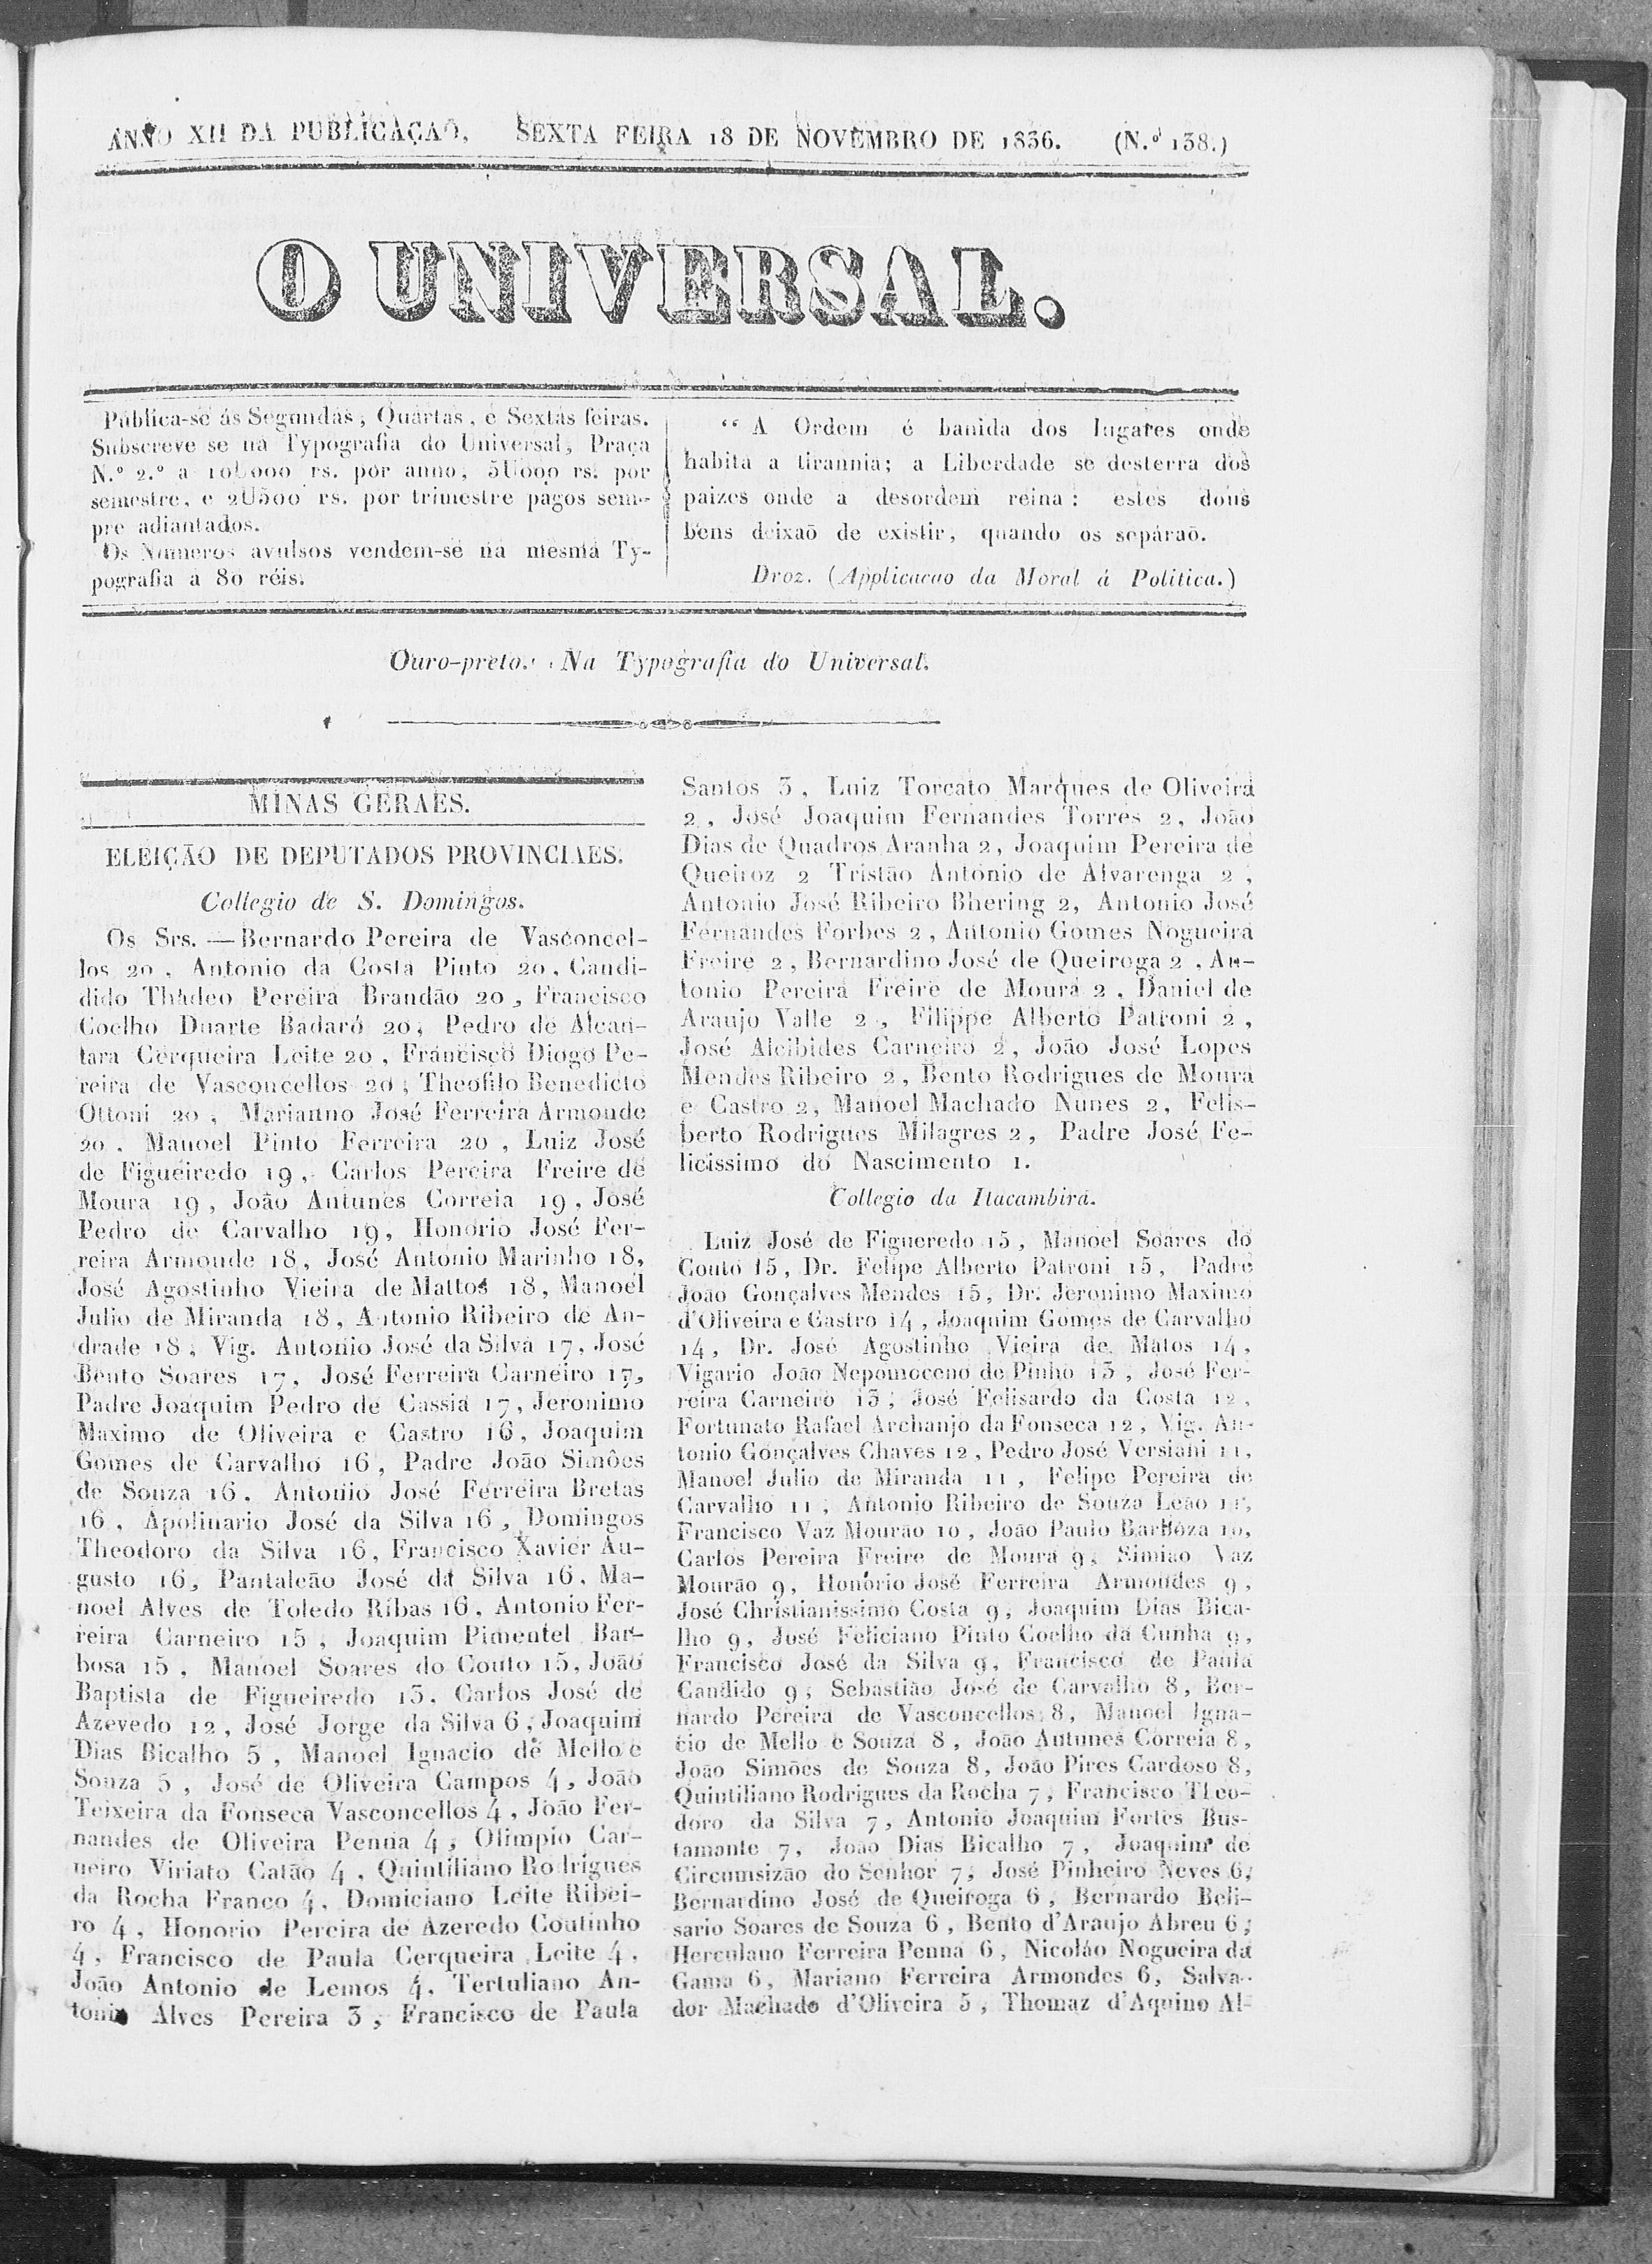 ANNO XII DA PUBLICAÇAÕ, SEXTA FEIRA 18 DE NOVEMBRO DE 1836. (N.º 138.)
O UNIVERSAL.
Publica-se ás Segundas, Quartas, e Sextas feiras.
Subscreve se na Typografia do Universal, Praça
N.º 2.º a 10U000 rs. por anno, 5U000 rs. por
semestre, e 2U500 rs. por trimestre pagos sem-
pre adiantados.
Os Numeros avulsos vendem-se na mesma Ty-
pografia a 80 réis.
“ A Ordem é banida dos lugares onde
habita a tirannia; a Liberdade se desterra dos
paizes onde a desordem reina: estes dous
bens deixaõ de existir, quando os sepáraõ.
Droz. (Applicacao da Moral á Politica.)
Ouro-preto. Na Typografia do Universal.
MINAS GERAES.
ELEIÇÃO DE DEPUTADOS PROVINCIAES.
Collegio de S. Domingos.
Os Srs. — Bernardo Pereira de Vasconcel-
los 20, Antonio da Costa Pinto 20, Candi-
dido Thadeo Pereira Brandão 20, Francisco
Coelho Duarte Badaró 20, Pedro de Alcan-
tara Cerqueira Leite 20, Francisco Diogo Pe-
reira de Vasconcellos 20, Theofilo Benedicto
Ottoni 20, Marianno José Ferreira Armonde
20, Manoel Pinto Ferreira 20, Luiz José
de Figueiredo 19, Carlos Pereira Freire de
Moura 19, João Antunes Correia 19, José
Pedro de Carvalho 19, Honorio José Fer-
reira Armonde 18, José Antonio Marinho 18,
José Agostinho Vieira de Mattos 18, Manoel
Julio de Miranda 18, Antonio Ribeiro de An-
drade 18, Vig. Antonio José da Silva 17, José
Bento Soares 17, José Ferreira Carneiro 17,
Padre Joaquim Pedro de Cassia 17, Jeronimo
Maximo de Oliveira e Castro 16, Joaquim
Gomes de Carvalho 16, Padre João Simões
de Souza 16, Antonio José Ferreira Bretas
16, Apolinario José da Silva 16, Domingos
Theodoro da Silva 16, Francisco Xavier Au-
gusto 16, Pantaleão José da Silva 16, Ma-
noel Alves de Toledo Ribas 16, Antonio Fer-
reira Carneiro 15, Joaquim Pimentel Bar-
bosa 15, Manoel Soares do Couto 15, João
Baptista de Figueiredo 13, Carlos José de
Azevedo 12, José Jorge da Silva 6, Joaquim
Dias Bicalho 5, Manoel Ignacio de Mello e
Souza 5, José de Oliveira Campos 4, João
Teixeira da Fonseca Vasconcellos 4, João Fer-
nandes de Oliveira Penna 4, Olimpio Car-
neiro Viriato Catão 4, Quintiliano Rodrigues
da Rocha Franco 4, Domiciano Leite Ribei-
ro 4, Honorio Pereira de Azeredo Coutinho
4, Francisco de Paula Cerqueira Leite 4,
João Antonio de Lemos 4, Tertuliano An-
tonio Alves Pereira 3, Francisco de Paula
Santos 3, Luiz Torcato Marques de Oliveira
2, José Joaquim Fernandes Torres 2, João
Dias de Quadros Aranha 2, Joaquim Pereira de
Queiroz 2 Tristão Antonio de Alvarenga 2,
Antonio José Ribeiro Bhering 2, Antonio José
Fernandes Forbes 2, Antonio Gomes Nogueira
Freire 2, Bernardino José de Queiroga 2, An-
tonio Pereira Freire de Moura 2, Daniel de
Araujo Valle 2, Filippe Alberto Patroni 2,
José Alcibides Carneiro 2, João José Lopes
Mendes Ribeiro 2, Bento Rodrigues de Moura
e Castro 2, Manoel Machado Nunes 2, Felis-
berto Rodrigues Milagres 2, Padre José Fe-
licissimo do Nascimento 1.
Collegio da Itacambira.
Luiz José de Figueredo 15, Manoel Soares do
Couto 15, Dr. Felipe Alberto Patroni 15, Padre
João Gonçalves Mendes 15, Dr. Jeronimo Maximo
d'Oliveira e Castro 14, Joaquim Gomes de Carvalho
14, Dr. José Agostinho Vieira de Matos 14,
Vigario João Nepomoceno de Pinho 13, José Fer-
reira Carneiro 13, José Felisardo da Costa 12,
Fortunato Rafael Archanjo da Fonseca 12, Vig. An-
tonio Gonçalves Chaves 12, Pedro José Versiani 11,
Manoel Julio de Miranda 11, Felipe Pereira de
Carvalho 11, Antonio Ribeiro de Souza Leão 11,
Francisco Vaz Mourão 10, João Paulo Barboza 10,
Carlos Pereira Freire de Moura 9, Simião Vaz
Mourão 9, Honorio José Ferreira Armondes 9,
José Christianissimo Costa 9, Joaquim Dias Bica-
lho 9, José Feliciano Pinto Coelho da Cunha 9,
Francisco José da Silva 9, Francisco de Paula
Candido 9, Sebastião José de Carvalho 8, Ber-
nardo Pereira de Vasconcellos 8, Manoel Igna-
cio de Mello e Souza 8, João Antunes Correia 8,
João Simões de Souza 8, João Pires Cardoso 8,
Quintiliano Rodrigues da Rocha 7, Francisco Theo-
doro da Silva 7, Antonio Joaquim Fortes Bus-
tamante 7, João Dias Bicalho 7, Joaquim de
Circumsizão do Senhor 7, José Pinheiro Neves 6,
Bernardino José de Queiroga 6, Bernardo Beli-
sario Soares de Souza 6, Bento d'Araujo Abreu 6,
Herculano Ferreira Penna 6, Nicoláo Nogueira da
Gama 6, Mariano Ferreira Armondes 6, Salva-
dor Machado d'Oliveira 5, Thomaz d'Aquino Al-